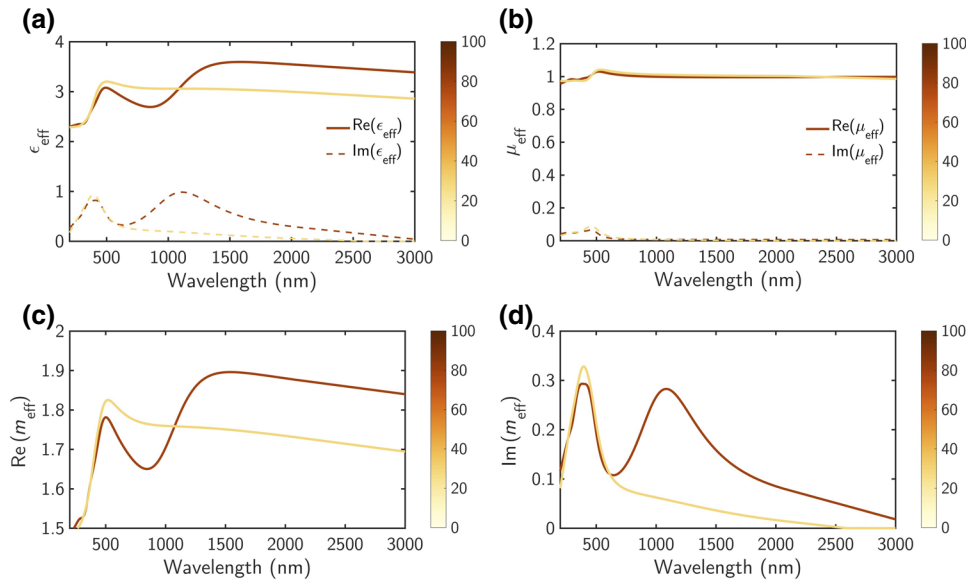 (a)
4
3
2
1
0
ϵeff
Re(ϵeff)
Im(ϵeff)
500 1000 1500 2000 2500 3000
Wavelength (nm)
100
80
60
40
20
0
(b)
1.2
1
0.8
0.6
0.4
0.2
0
μeff
Re(μeff)
Im(μeff)
500 1000 1500 2000 2500 3000
Wavelength (nm)
100
80
60
40
20
0
(c)
2
1.9
1.8
1.7
1.6
1.5
Re(meff)
500 1000 1500 2000 2500 3000
Wavelength (nm)
100
80
60
40
20
0
(d)
0.4
0.3
0.2
0.1
0
Im(meff)
500 1000 1500 2000 2500 3000
Wavelength (nm)
100
80
60
40
20
0